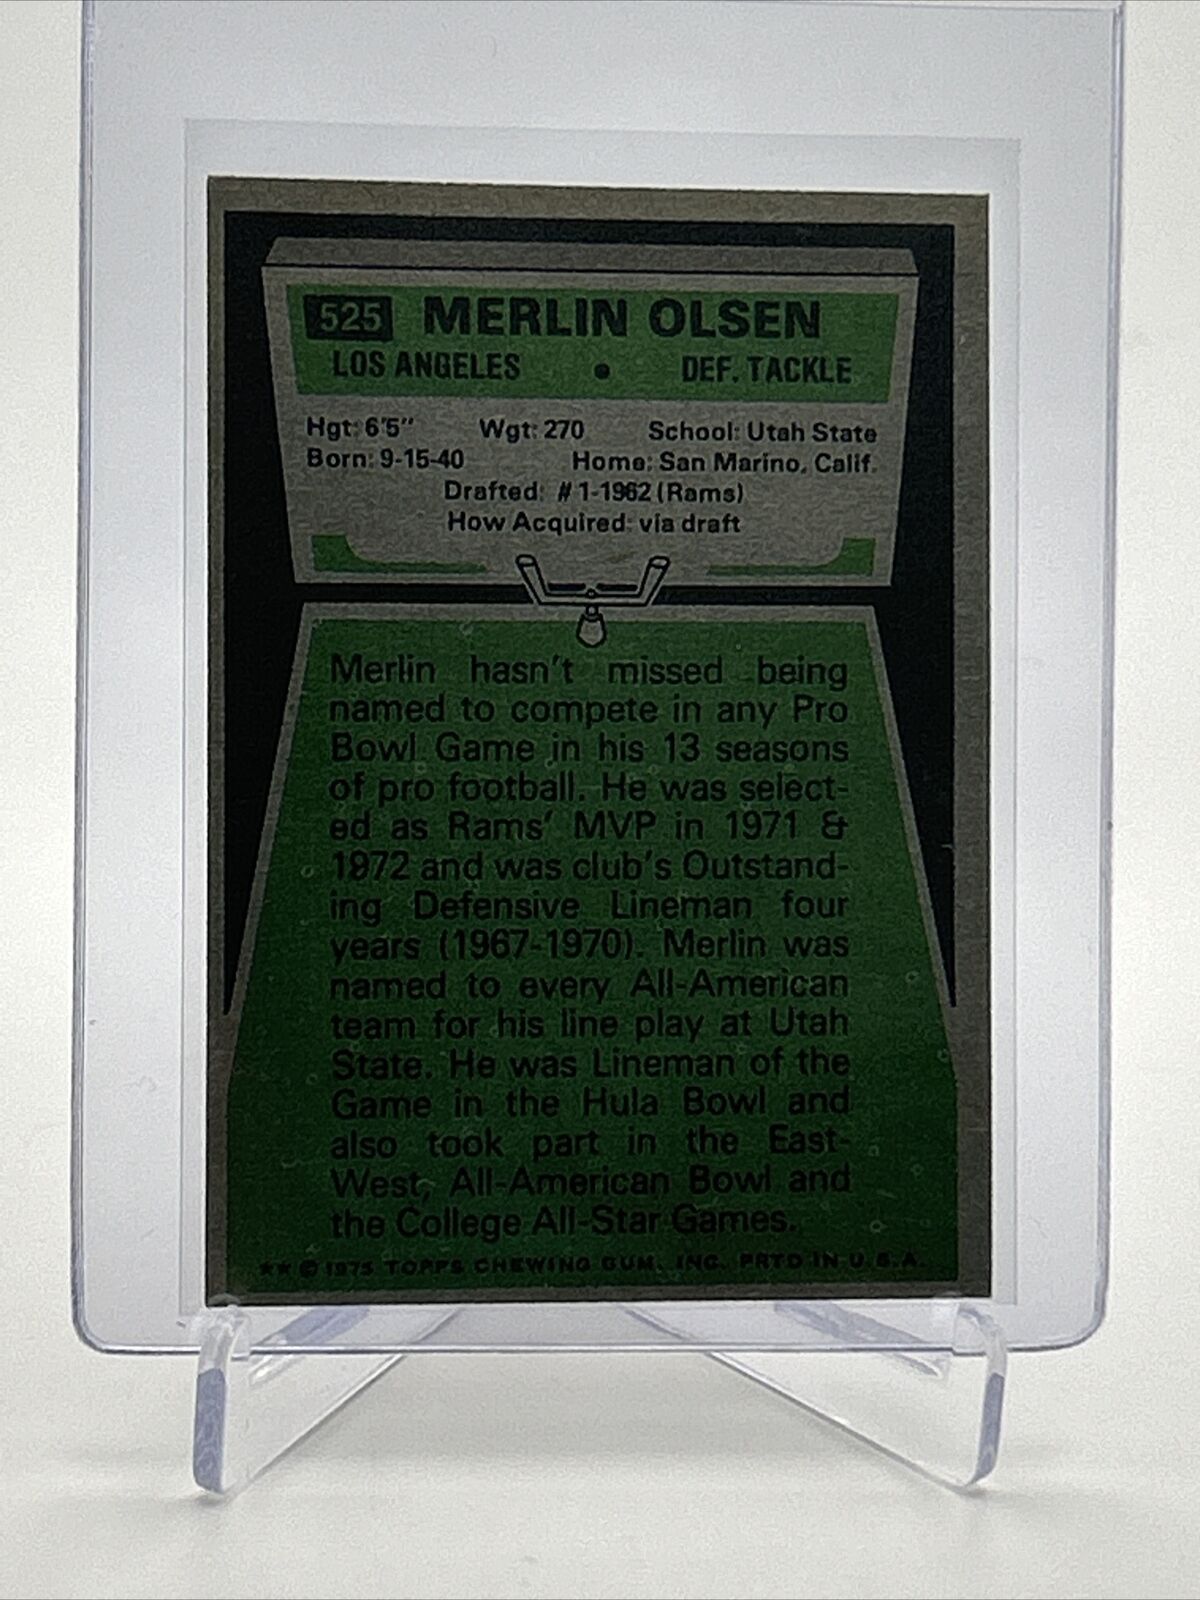 525 MERLIN OLSEN
LOS ANGELES • DEF. TACKLE
Hgt: 6'5" Wgt: 270 School: Utah State
Born: 9-15-40 Home: San Marino, Calif.
Drafted: #1-1962 (Rams)
How Acquired: via draft
Merlin hasn't missed being
named to compete in any Pro
Bowl Game in his 13 seasons
of pro football. He was select-
ed as Rams' MVP in 1971 &
1972 and was club's Outstand-
ing Defensive Lineman four
years (1967-1970). Merlin was
named to every All-American
team for his line play at Utah
State. He was Lineman of the
Game in the Hula Bowl and
also took part in the East-
West, All-American Bowl and
the College All-Star Games.
★★ © 1975 TOPPS CHEWING GUM, INC. PRTD IN U.S.A.